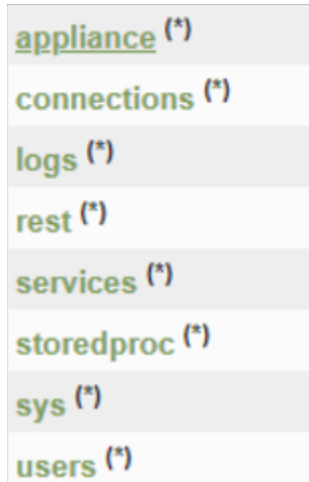 appliance (*)
connections (*)
logs (*)
rest (*)
services (*)
storedproc (*)
sys (*)
users (*)